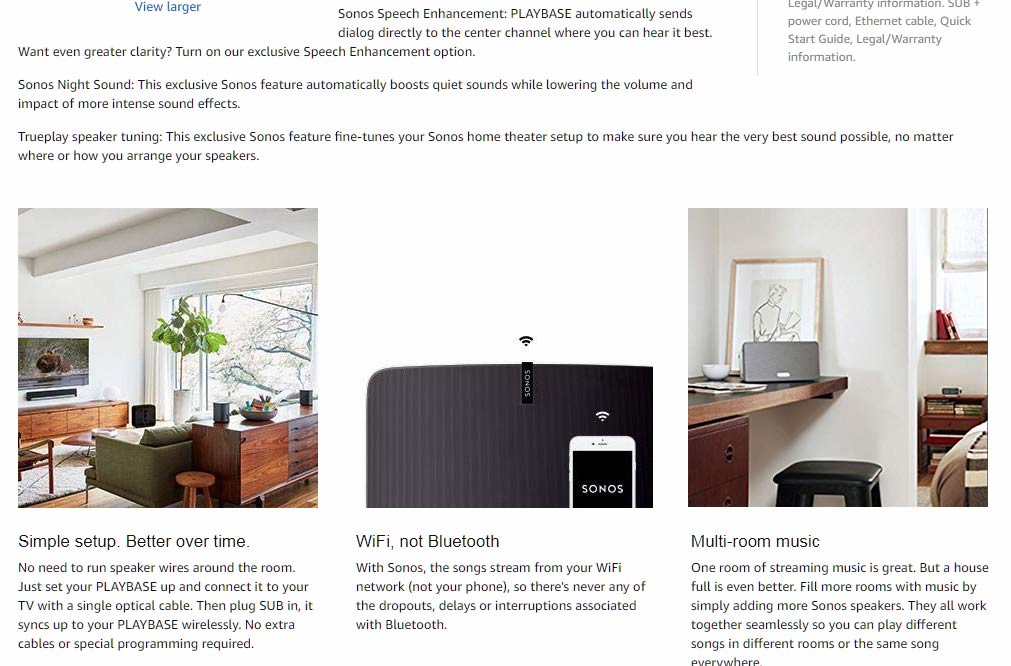 View larger
Sonos Speech Enhancement: PLAYBASE automatically sends
dialog directly to the center channel where you can hear it best.
Want even greater clarity? Turn on our exclusive Speech Enhancement option.
Sonos Night Sound: This exclusive Sonos feature automatically boosts quiet sounds while lowering the volume and
impact of more intense sound effects.
Trueplay speaker tuning: This exclusive Sonos feature fine-tunes your Sonos home theater setup to make sure you hear the very best sound possible, no matter
where or how you arrange your speakers.
Legal/Warranty information. SUB +
power cord, Ethernet cable, Quick
Start Guide, Legal/Warranty
information.
SONOS
SONOS
Simple setup. Better over time.
No need to run speaker wires around the room.
Just set your PLAYBASE up and connect it to your
TV with a single optical cable. Then plug SUB in, it
syncs up to your PLAYBASE wirelessly. No extra
cables or special programming required.
WiFi, not Bluetooth
With Sonos, the songs stream from your WiFi
network (not your phone), so there's never any of
the dropouts, delays or interruptions associated
with Bluetooth.
Multi-room music
One room of streaming music is great. But a house
full is even better. Fill more rooms with music by
simply adding more Sonos speakers. They all work
together seamlessly so you can play different
songs in different rooms or the same song
everywhere.